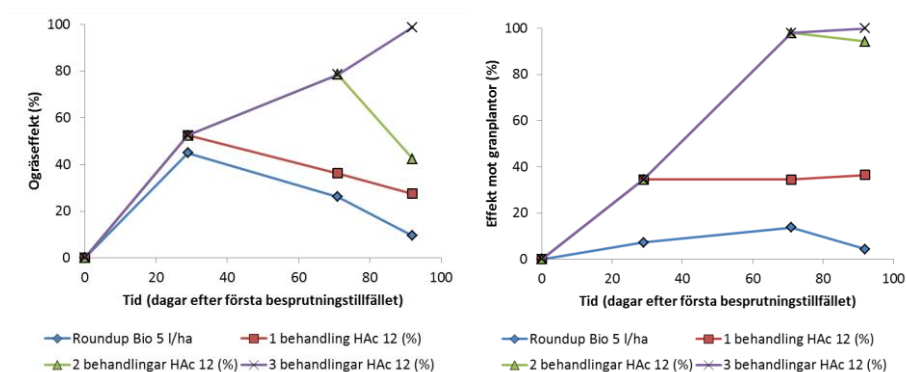 100
80
60
40
20
0
Ogräseffekt (%)
0 20 40 60 80 100
Tid (dagar efter första besprutningstillfället)
Roundup Bio 5 l/ha 1 behandling HAc 12 (%)
2 behandlingar HAc 12 (%) 3 behandlingar HAc 12 (%)
100
80
60
40
20
0
Effekt mot granplantor (%)
0 20 40 60 80 100
Tid (dagar efter första besprutningstillfället)
Roundup Bio 5 l/ha 1 behandling HAc 12 (%)
2 behandlingar HAc 12 (%) 3 behandlingar HAc 12 (%)